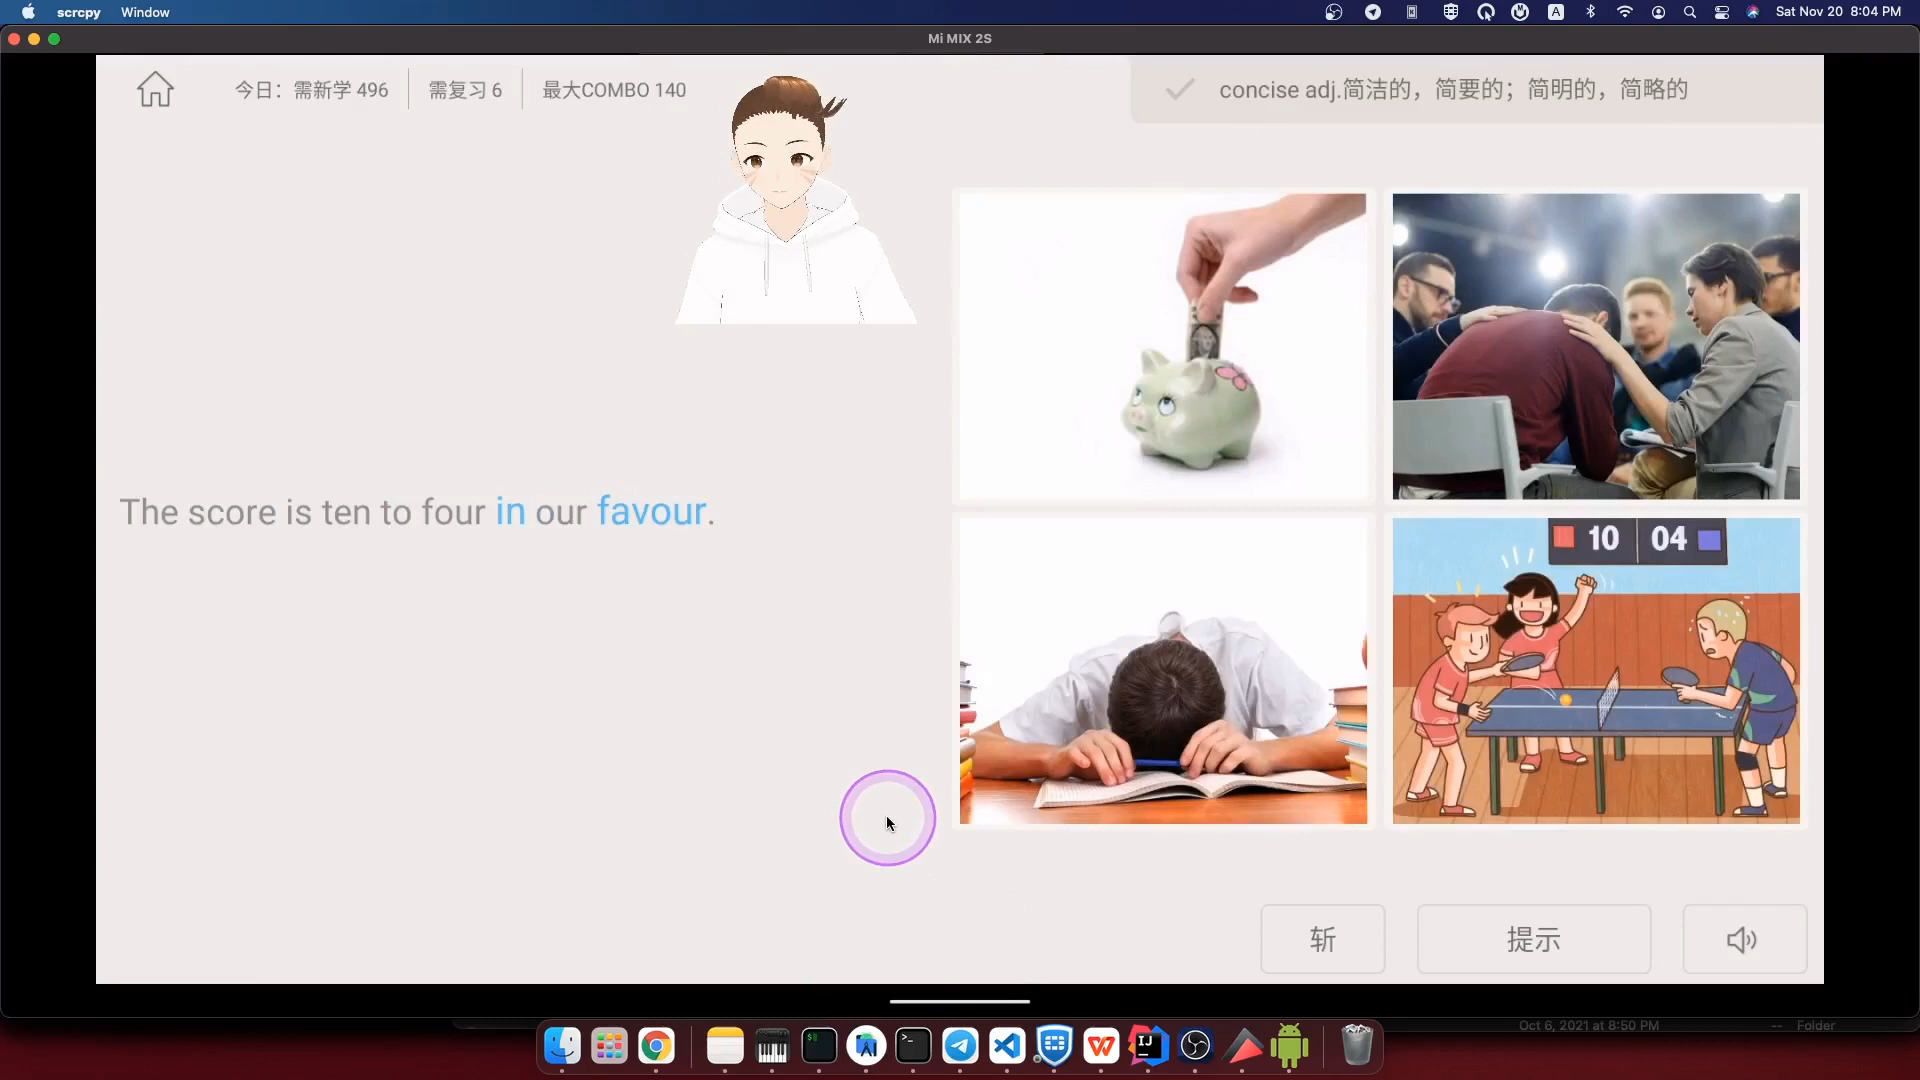 scrcpy Window
A
Sat Nov 20 8:04 PM
Mi MIX 2S
今日：需新学 496
需复习 6
最大COMBO 140
concise adj.简洁的，简要的；简明的，简略的
10 04
The score is ten to four in our favour.
斩
提示
Oct 6, 2021 at 8:50 PM -- Folder
IJ